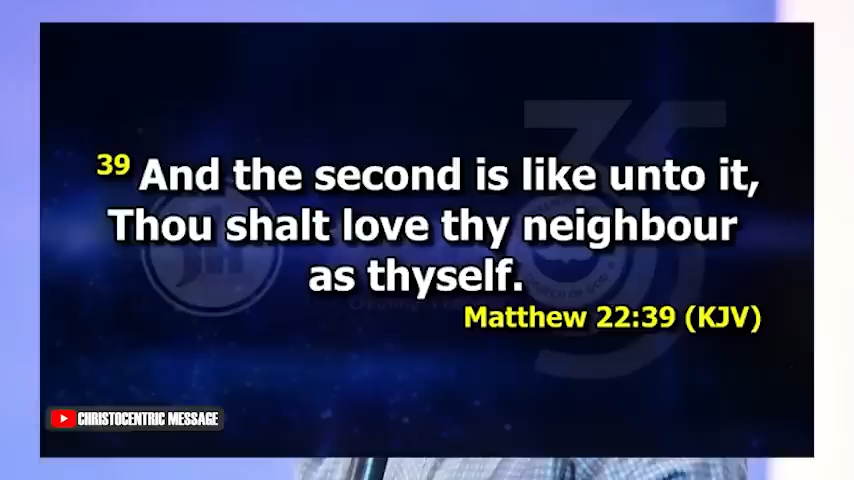 39 And the second is like unto it,
Thou shalt love thy neighbour
as thyself.
Matthew 22:39 (KJV)
CHRISTOCENTRIC MESSAGE
35